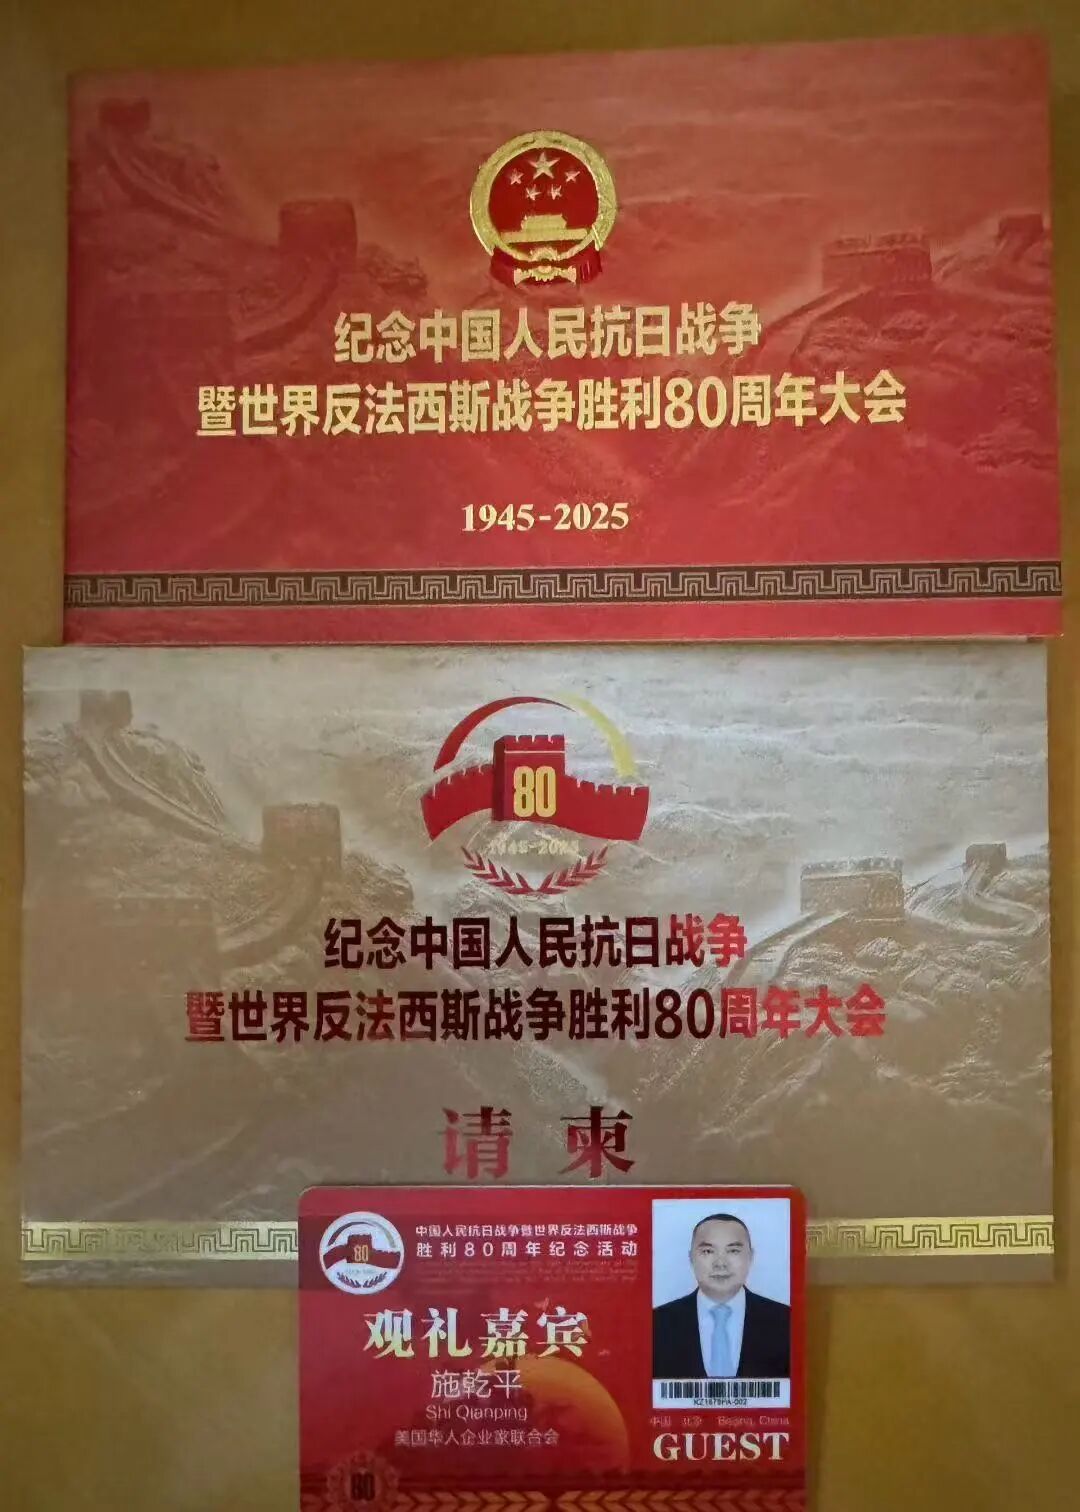 纪念中国人民抗日战争
暨世界反法西斯战争胜利80周年大会
1945-2025
80
1945-2025
纪念中国人民抗日战争
暨世界反法西斯战争胜利80周年大会
请柬
80
中国人民抗日战争暨世界反法西斯战争
胜利80周年纪念活动
观礼嘉宾
施乾平
Shi Qianping
美国华人企业家联合会
中国 北京 Beijing, China
GUEST
80